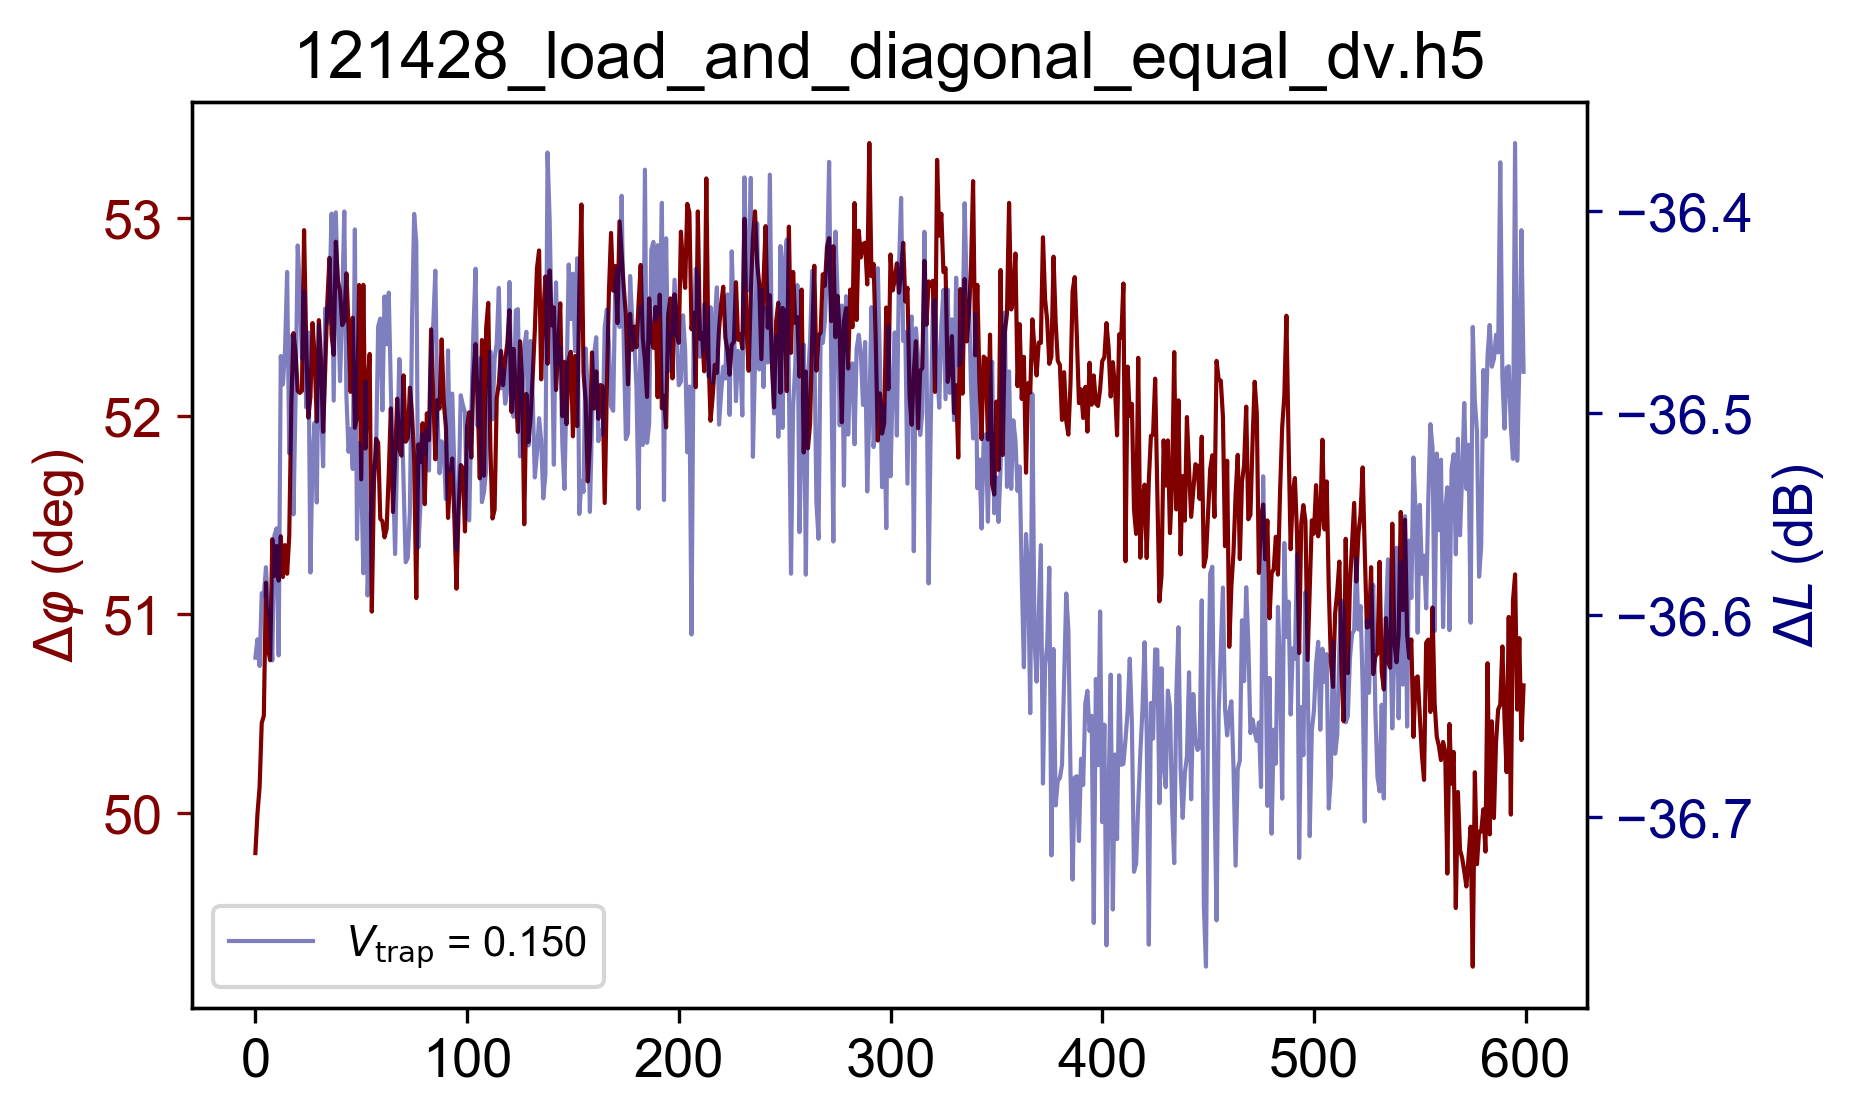 121428_load_and_diagonal_equal_dv.h5
53
52
51
50
Δφ (deg)
−36.4
−36.5
−36.6
−36.7
ΔL (dB)
Vtrap = 0.150
0 100 200 300 400 500 600